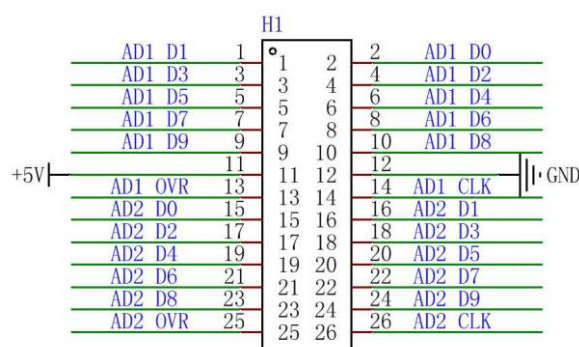 H1
AD1 D1 1 1 2 2 AD1 D0
AD1 D3 3 3 4 4 AD1 D2
AD1 D5 5 5 6 6 AD1 D4
AD1 D7 7 7 8 8 AD1 D6
AD1 D9 9 9 10 10 AD1 D8
+5V 11 11 12 12 GND
AD1 OVR 13 13 14 14 AD1 CLK
AD2 D0 15 15 16 16 AD2 D1
AD2 D2 17 17 18 18 AD2 D3
AD2 D4 19 19 20 20 AD2 D5
AD2 D6 21 21 22 22 AD2 D7
AD2 D8 23 23 24 24 AD2 D9
AD2 OVR 25 25 26 26 AD2 CLK